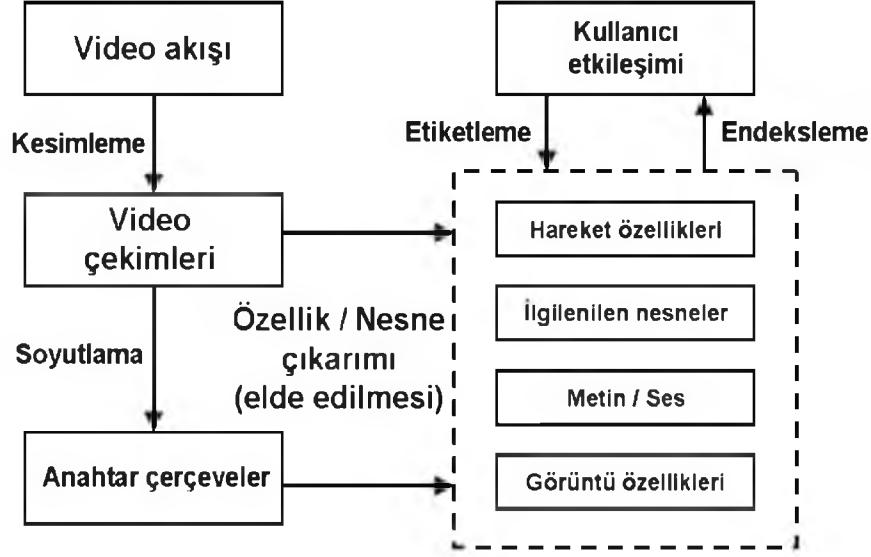 Video akışı
Kullanıcı
etkileşimi
Kesimleme
Etiketleme
Endeksleme
Video
çekimleri
Hareket özellikleri
İlgilenilen nesneler
Özellik / Nesne
çıkarımı
(elde edilmesi)
Soyutlama
Metin / Ses
Anahtar çerçeveler
Görüntü özellikleri